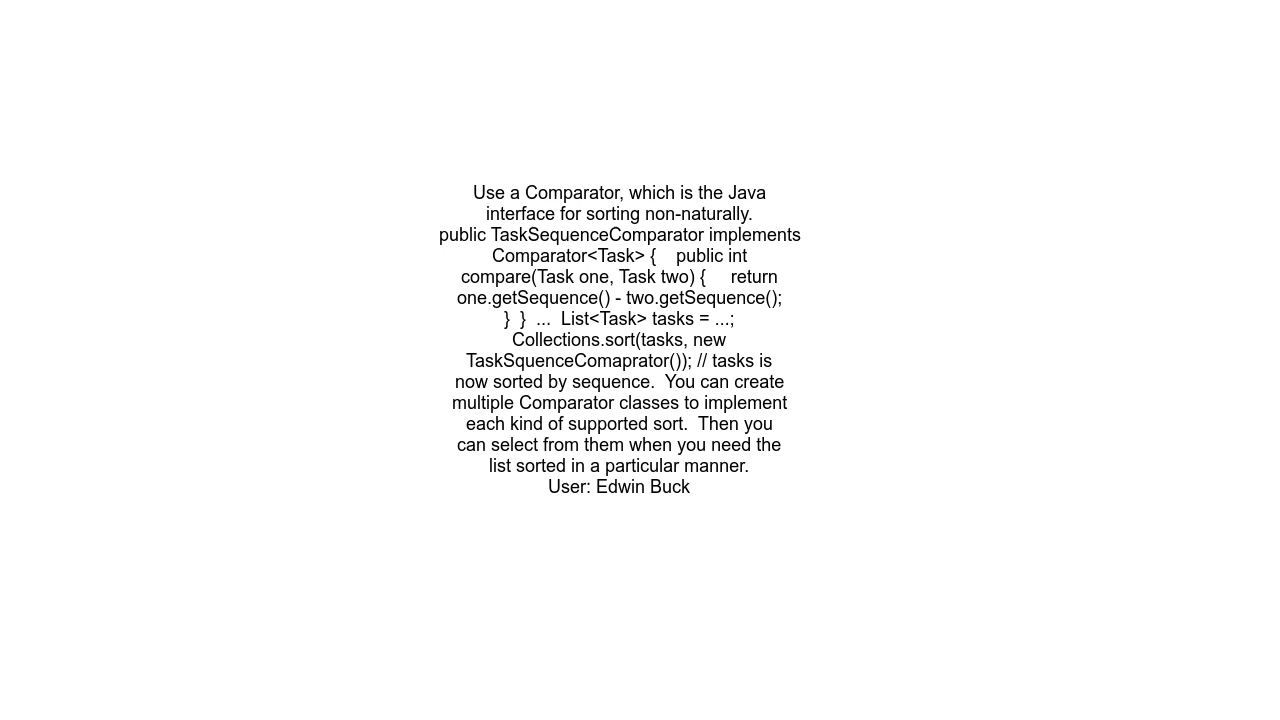 Use a Comparator, which is the Java
interface for sorting non-naturally.
public TaskSequenceComparator implements
Comparator<Task> {    public int
compare(Task one, Task two) {     return
one.getSequence() - two.getSequence();
}  }  ...  List<Task> tasks = ...;
Collections.sort(tasks, new
TaskSquenceComaprator()); // tasks is
now sorted by sequence.  You can create
multiple Comparator classes to implement
each kind of supported sort.  Then you
can select from them when you need the
list sorted in a particular manner.
User: Edwin Buck